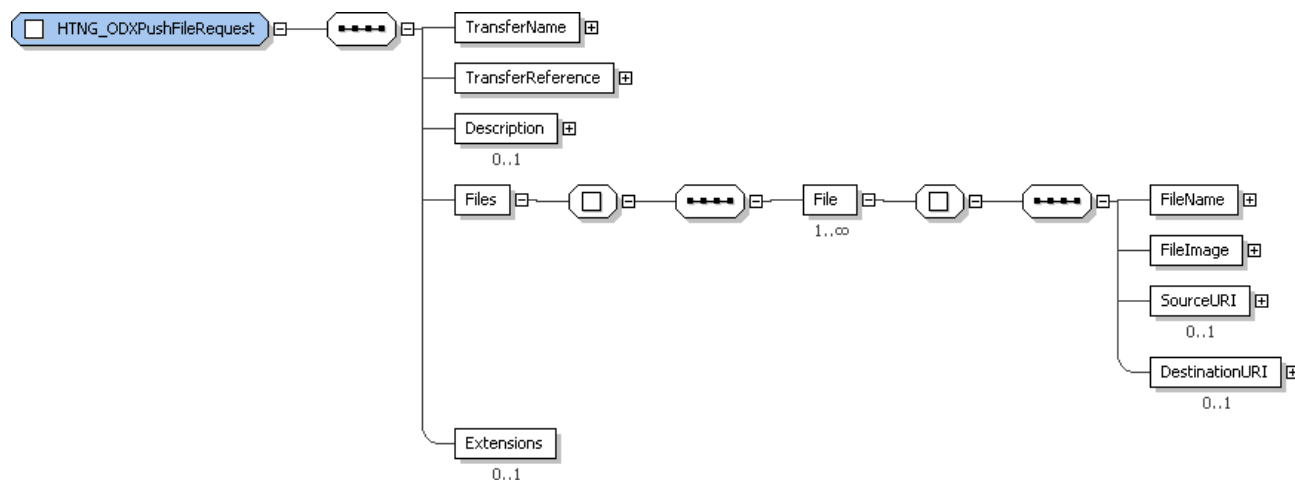 HTNG_ODXPushFileRequest
TransferName
TransferReference
Description
0..1
Files
File
1..∞
FileName
FileImage
SourceURI
0..1
DestinationURI
0..1
Extensions
0..1